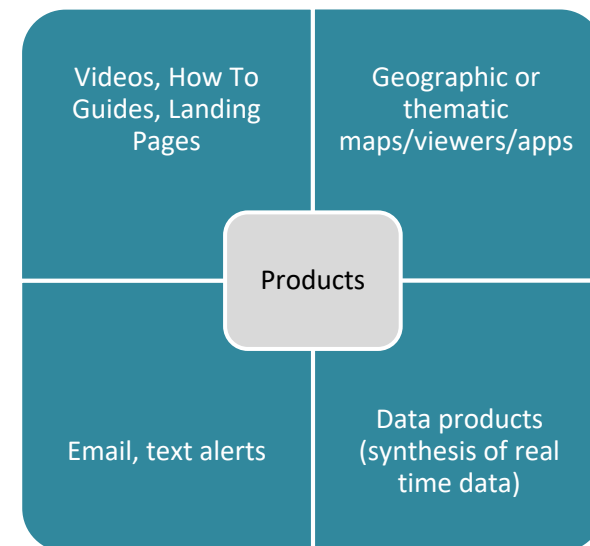 Videos, How To
Guides, Landing
Pages
Geographic or
thematic
maps/viewers/apps
Products
Email, text alerts
Data products
(synthesis of real
time data)